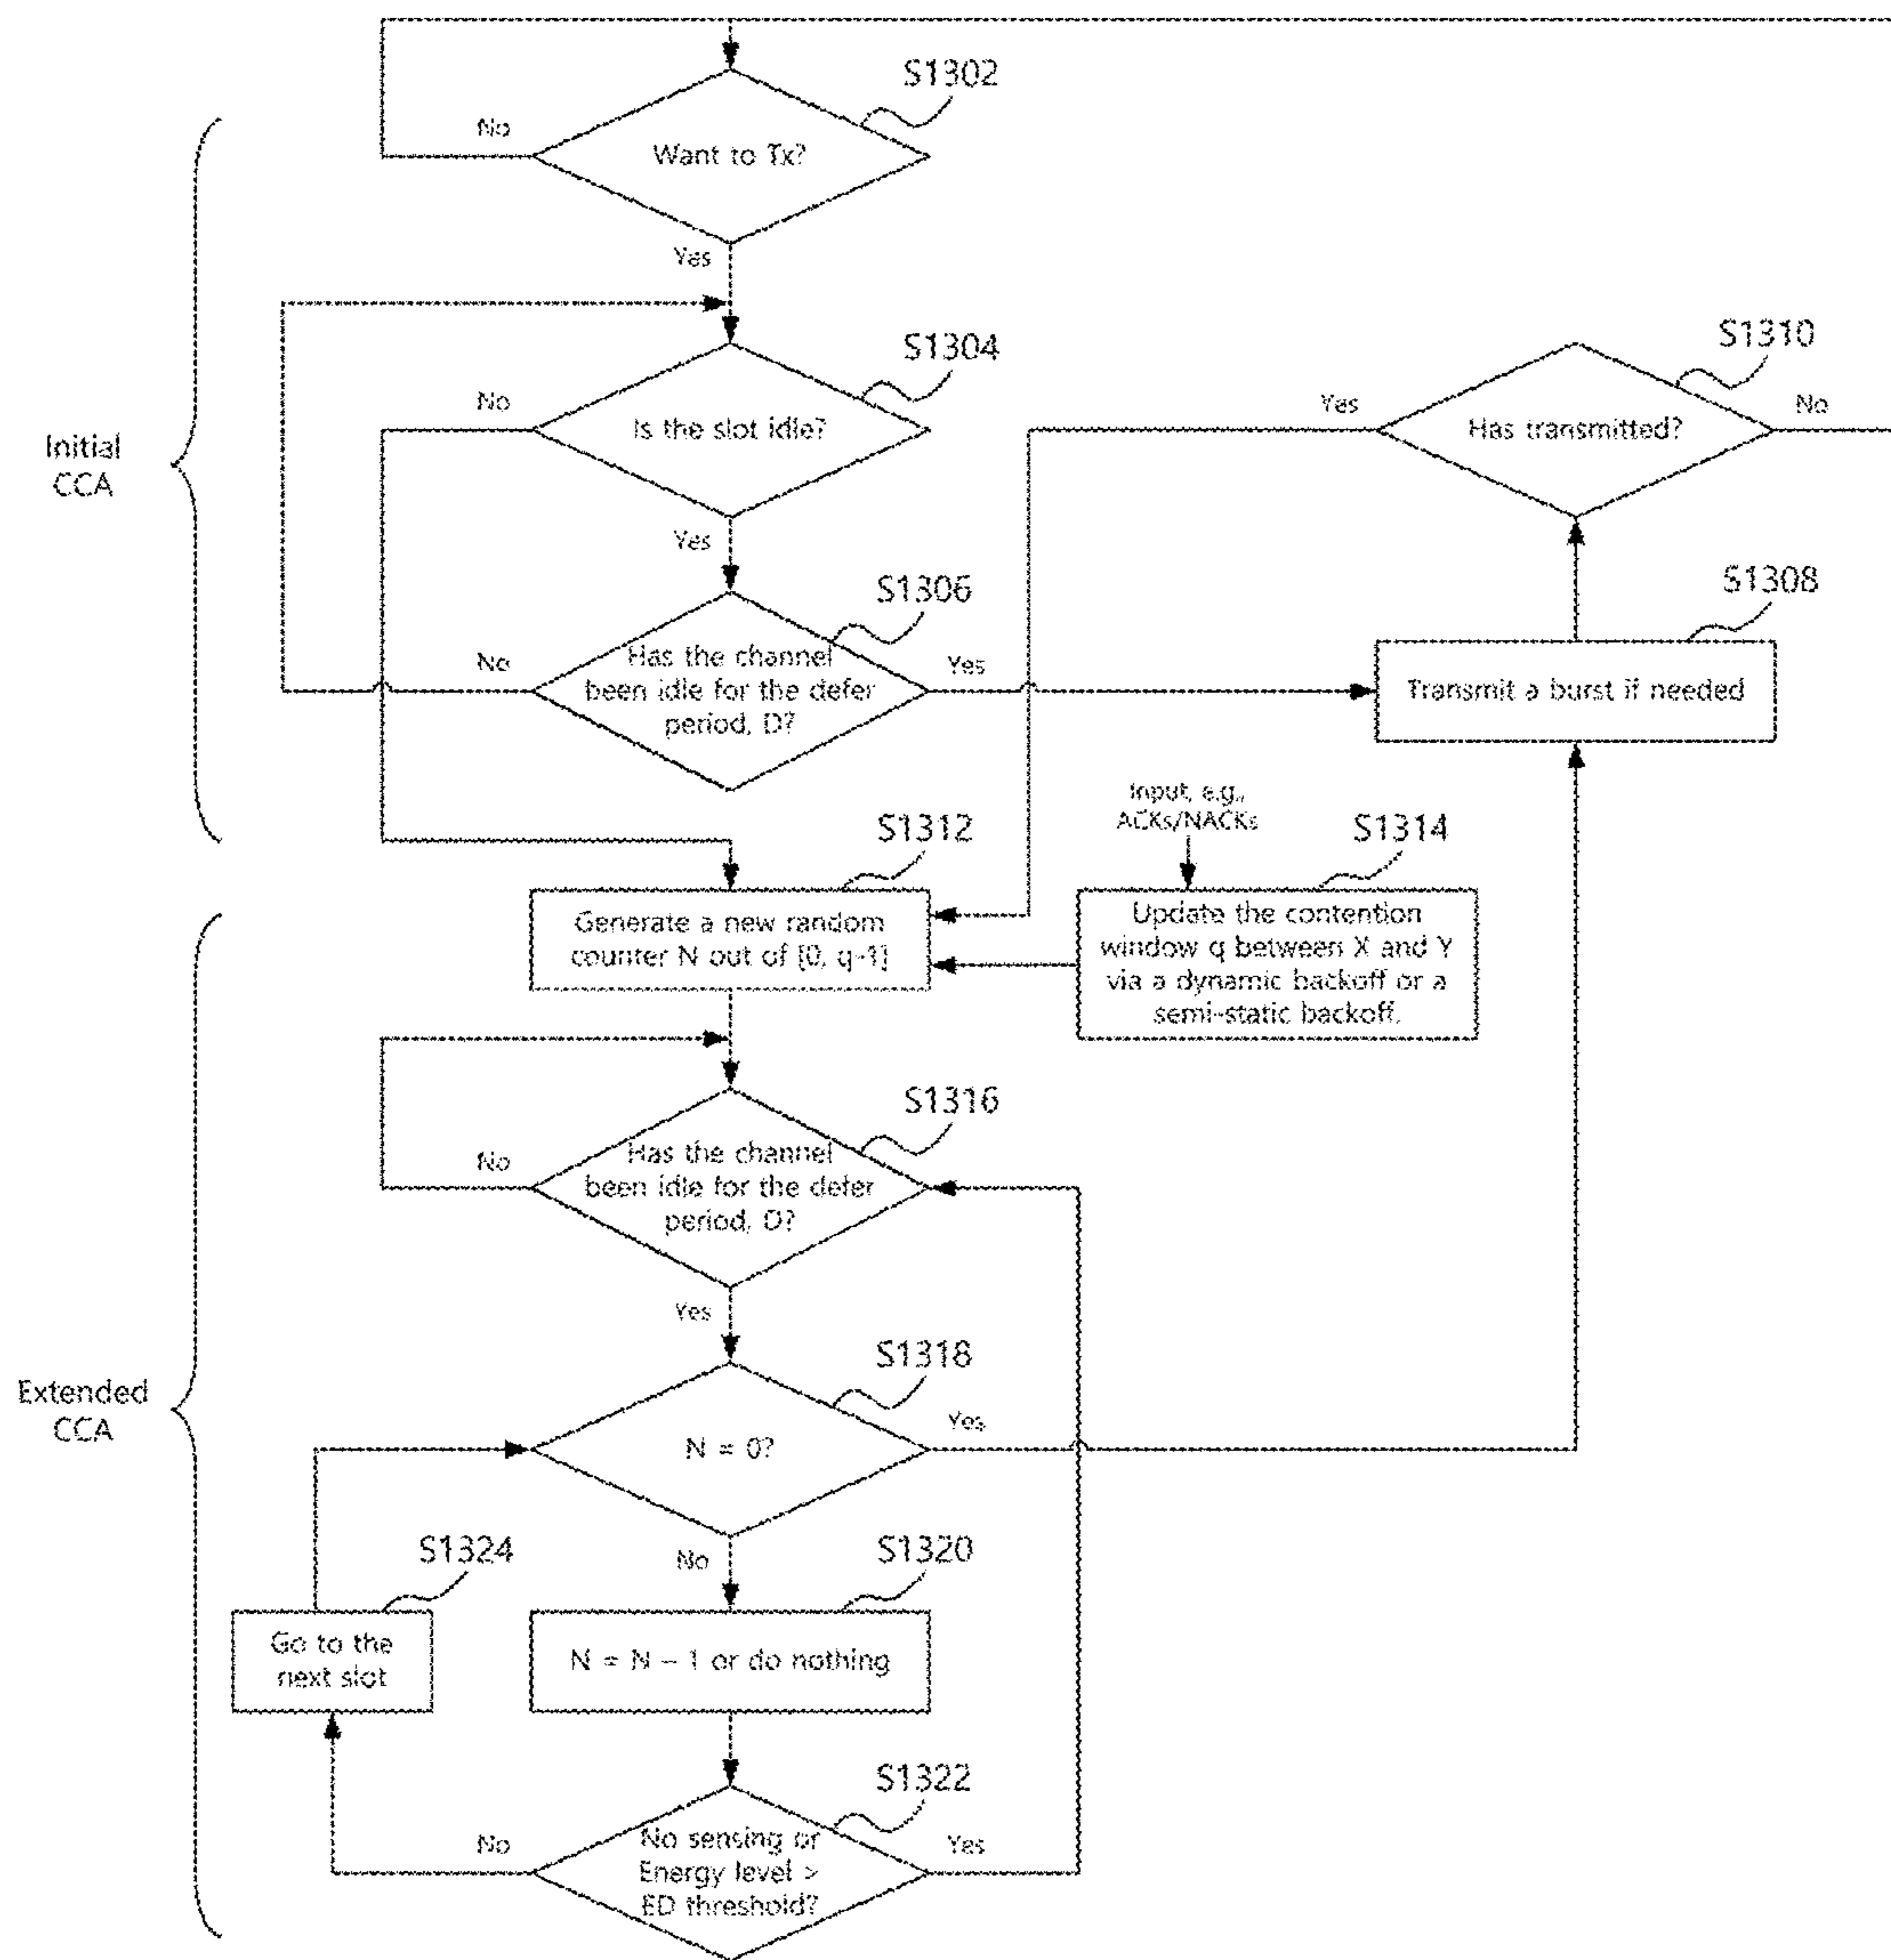 S1302
No
Want to Tx?
Yes
S1304
S1310
No
Is the slot idle?
Yes
Has transmitted?
No
Initial
CCA
Yes
S1306
S1308
No
Has the channel
been idle for the defer
period, D?
Yes
Transmit a burst if needed
Input, e.g.,
ACKs/NACKs
S1312
S1314
Generate a new random
counter N out of [0, q-1]
Update the contention
window q between X and Y
via a dynamic backoff or a
semi-static backoff.
S1316
No
Has the channel
been idle for the defer
period, D?
Yes
S1318
Extended
CCA
N = 0?
Yes
S1324
No
S1320
Go to the
next slot
N = N – 1 or do nothing
S1322
No
No sensing or
Energy level >
ED threshold?
Yes